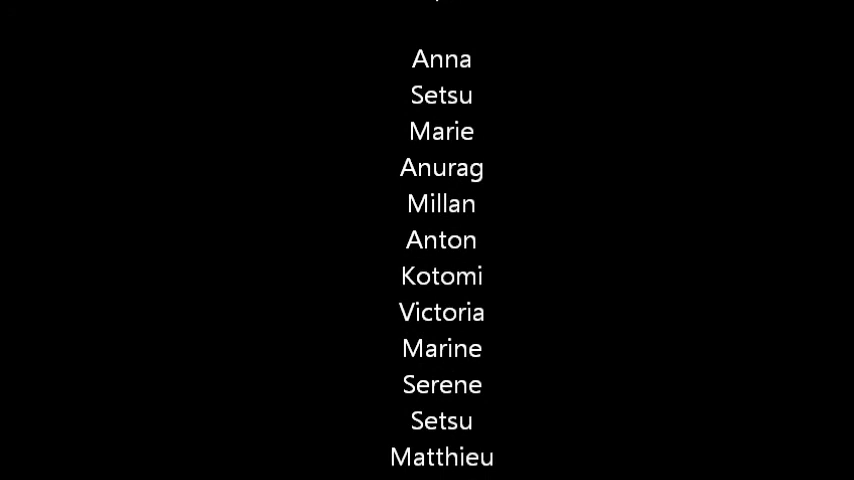 Anna
Setsu
Marie
Anurag
Millan
Anton
Kotomi
Victoria
Marine
Serene
Setsu
Matthieu